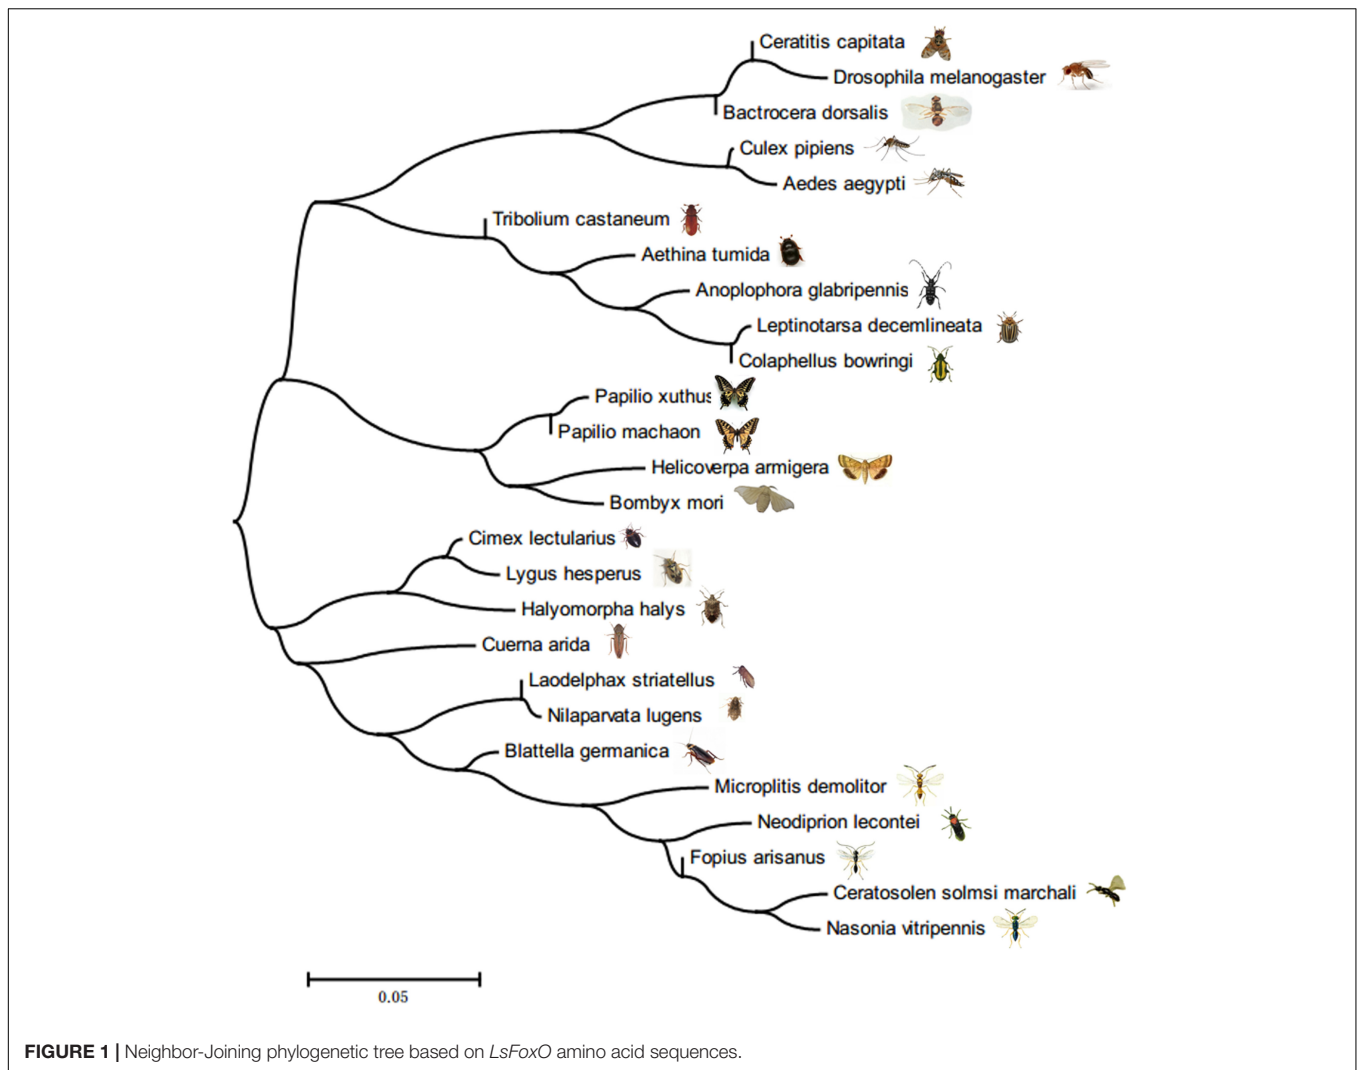 Ceratitis capitata
Drosophila melanogaster
Bactrocera dorsalis
Culex pipiens
Aedes aegypti
Tribolium castaneum
Aethina tumida
Anoplophora glabripennis
Leptinotarsa decemlineata
Colaphellus bowringi
Papilio xuthus
Papilio machaon
Helicoverpa armigera
Bombyx mori
Cimex lectularius
Lygus hesperus
Halyomorpha halys
Cuerna arida
Laodelphax striatellus
Nilaparvata lugens
Blattella germanica
Microplitis demolitor
Neodiprion lecontei
Fopius arisanus
Ceratosolen solmsi marchali
Nasonia vitripennis
0.05
FIGURE 1 | Neighbor-Joining phylogenetic tree based on LsFoxO amino acid sequences.